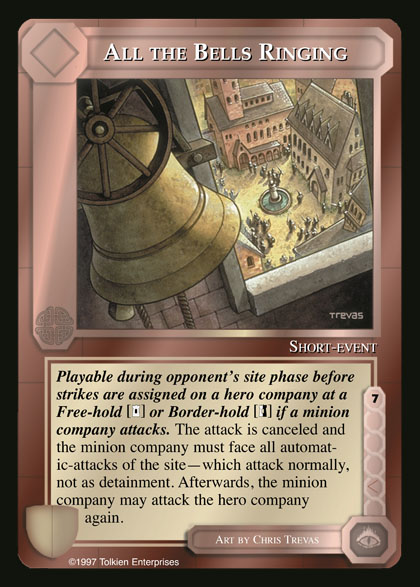 All the Bells Ringing
TREVAS
Short-event
Playable during opponent's site phase before
strikes are assigned on a hero company at a
Free-hold [] or Border-hold [] if a minion
company attacks. The attack is canceled and
the minion company must face all automat-
ic-attacks of the site—which attack normally,
not as detainment. Afterwards, the minion
company may attack the hero company
again.
7
Art by Chris Trevas
©1997 Tolkien Enterprises